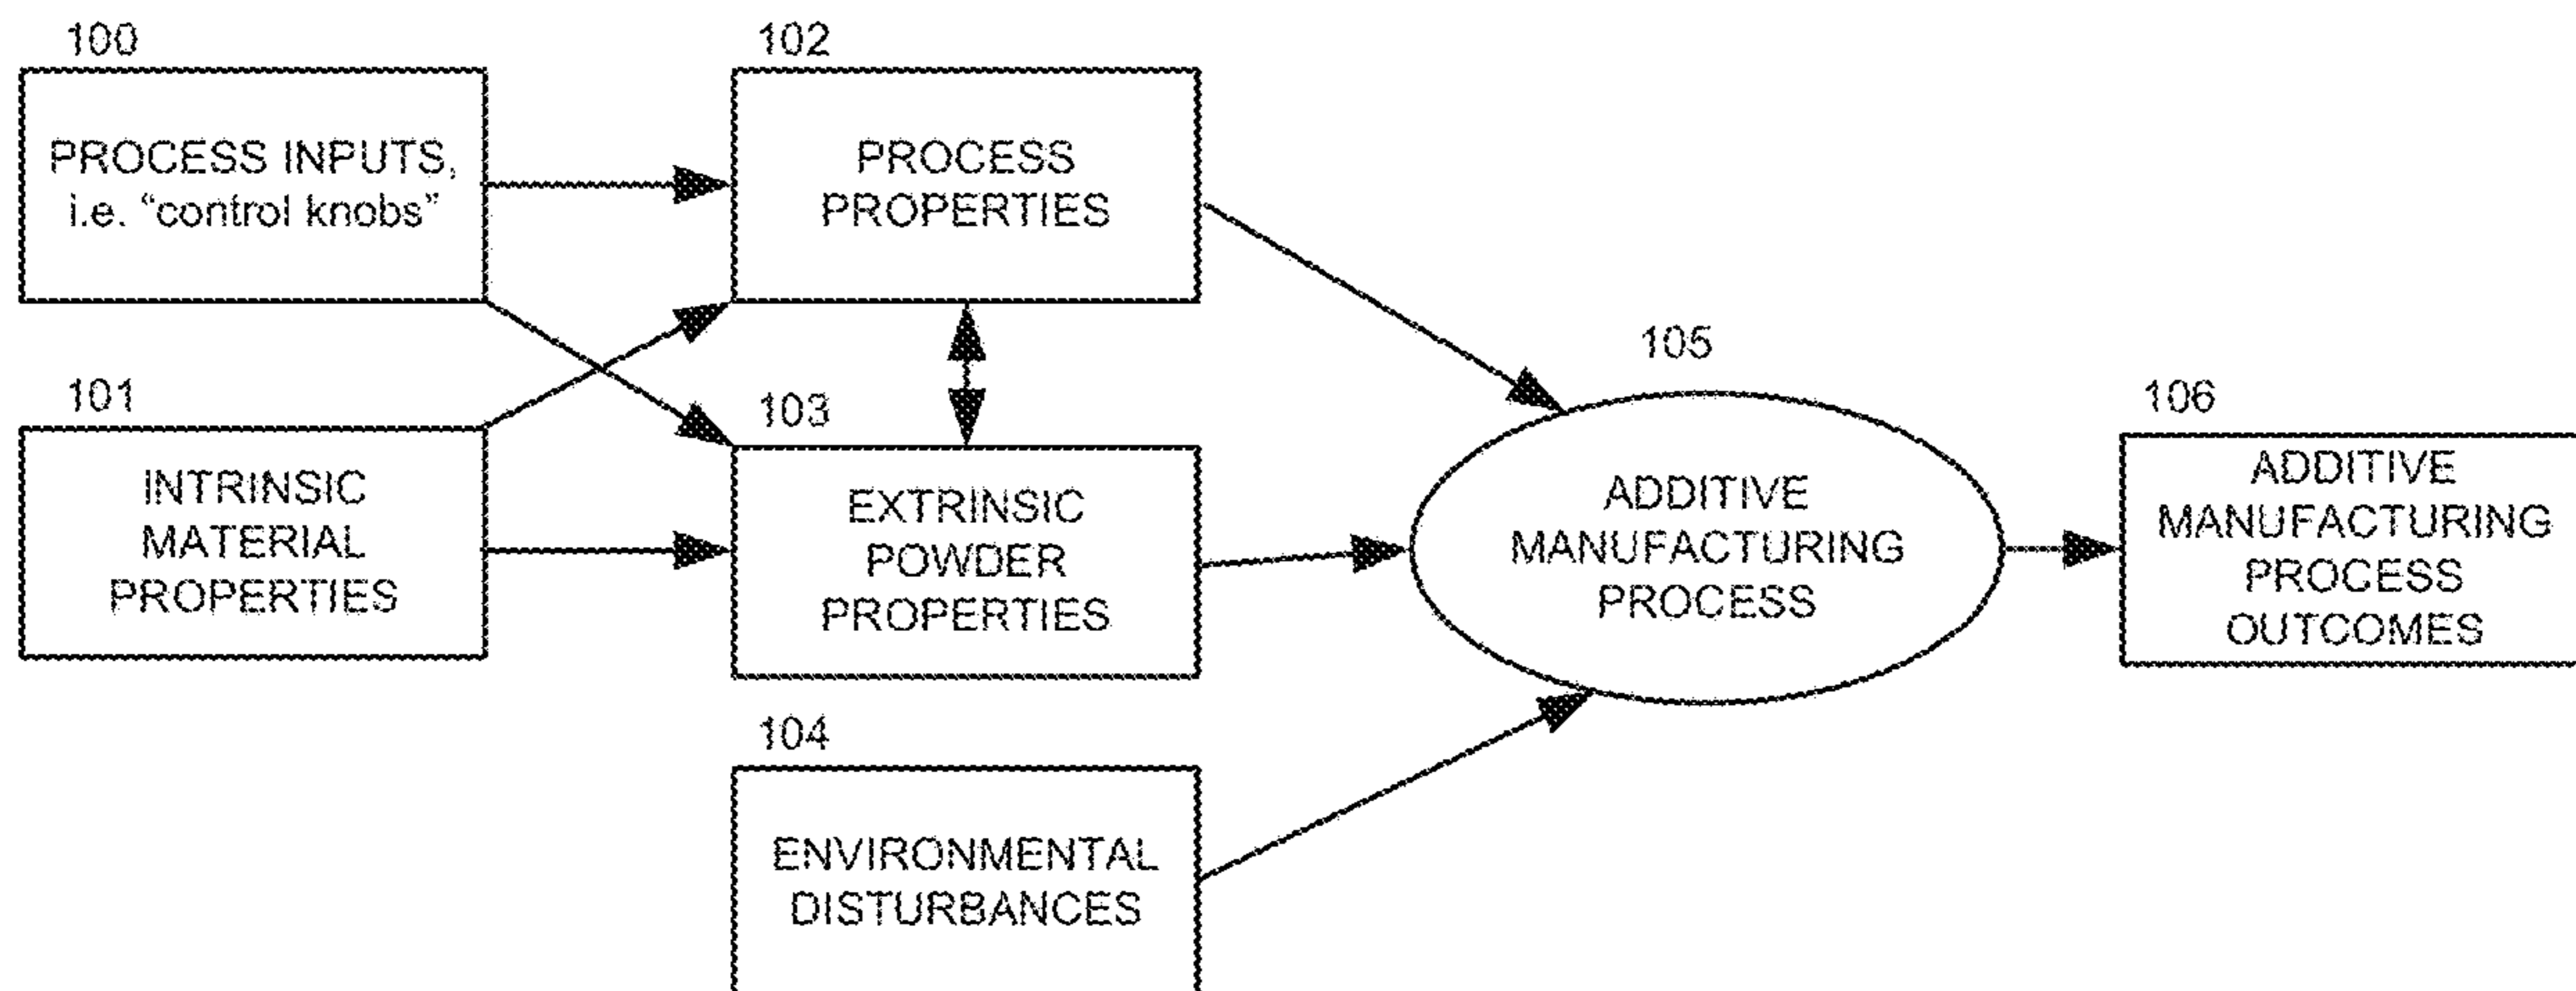 100
PROCESS INPUTS,
i.e. “control knobs”
102
PROCESS
PROPERTIES
101
INTRINSIC
MATERIAL
PROPERTIES
103
EXTRINSIC
POWDER
PROPERTIES
104
ENVIRONMENTAL
DISTURBANCES
105
ADDITIVE
MANUFACTURING
PROCESS
106
ADDITIVE
MANUFACTURING
PROCESS
OUTCOMES